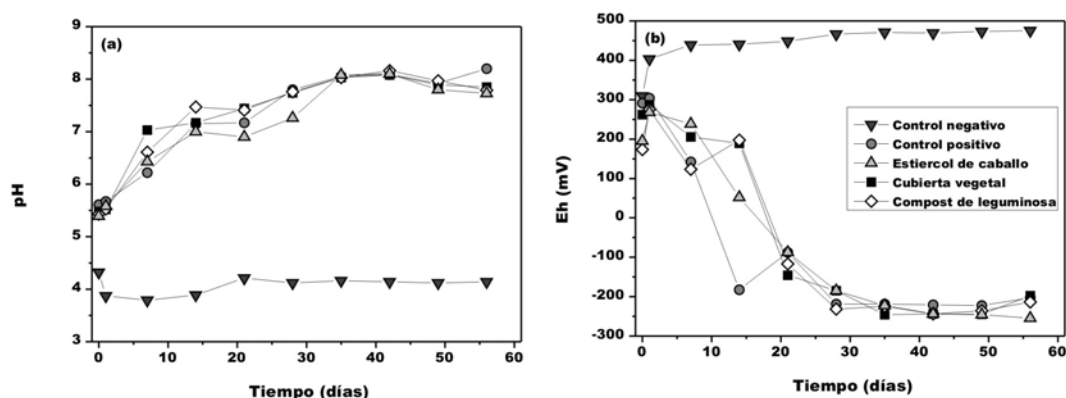 (a)
pH
9
8
7
6
5
4
3
0 10 20 30 40 50 60
Tiempo (días)
(b)
Eh (mV)
500
400
300
200
100
0
-100
-200
-300
Control negativo
Control positivo
Estiercol de caballo
Cubierta vegetal
Compost de leguminosa
0 10 20 30 40 50 60
Tiempo (días)